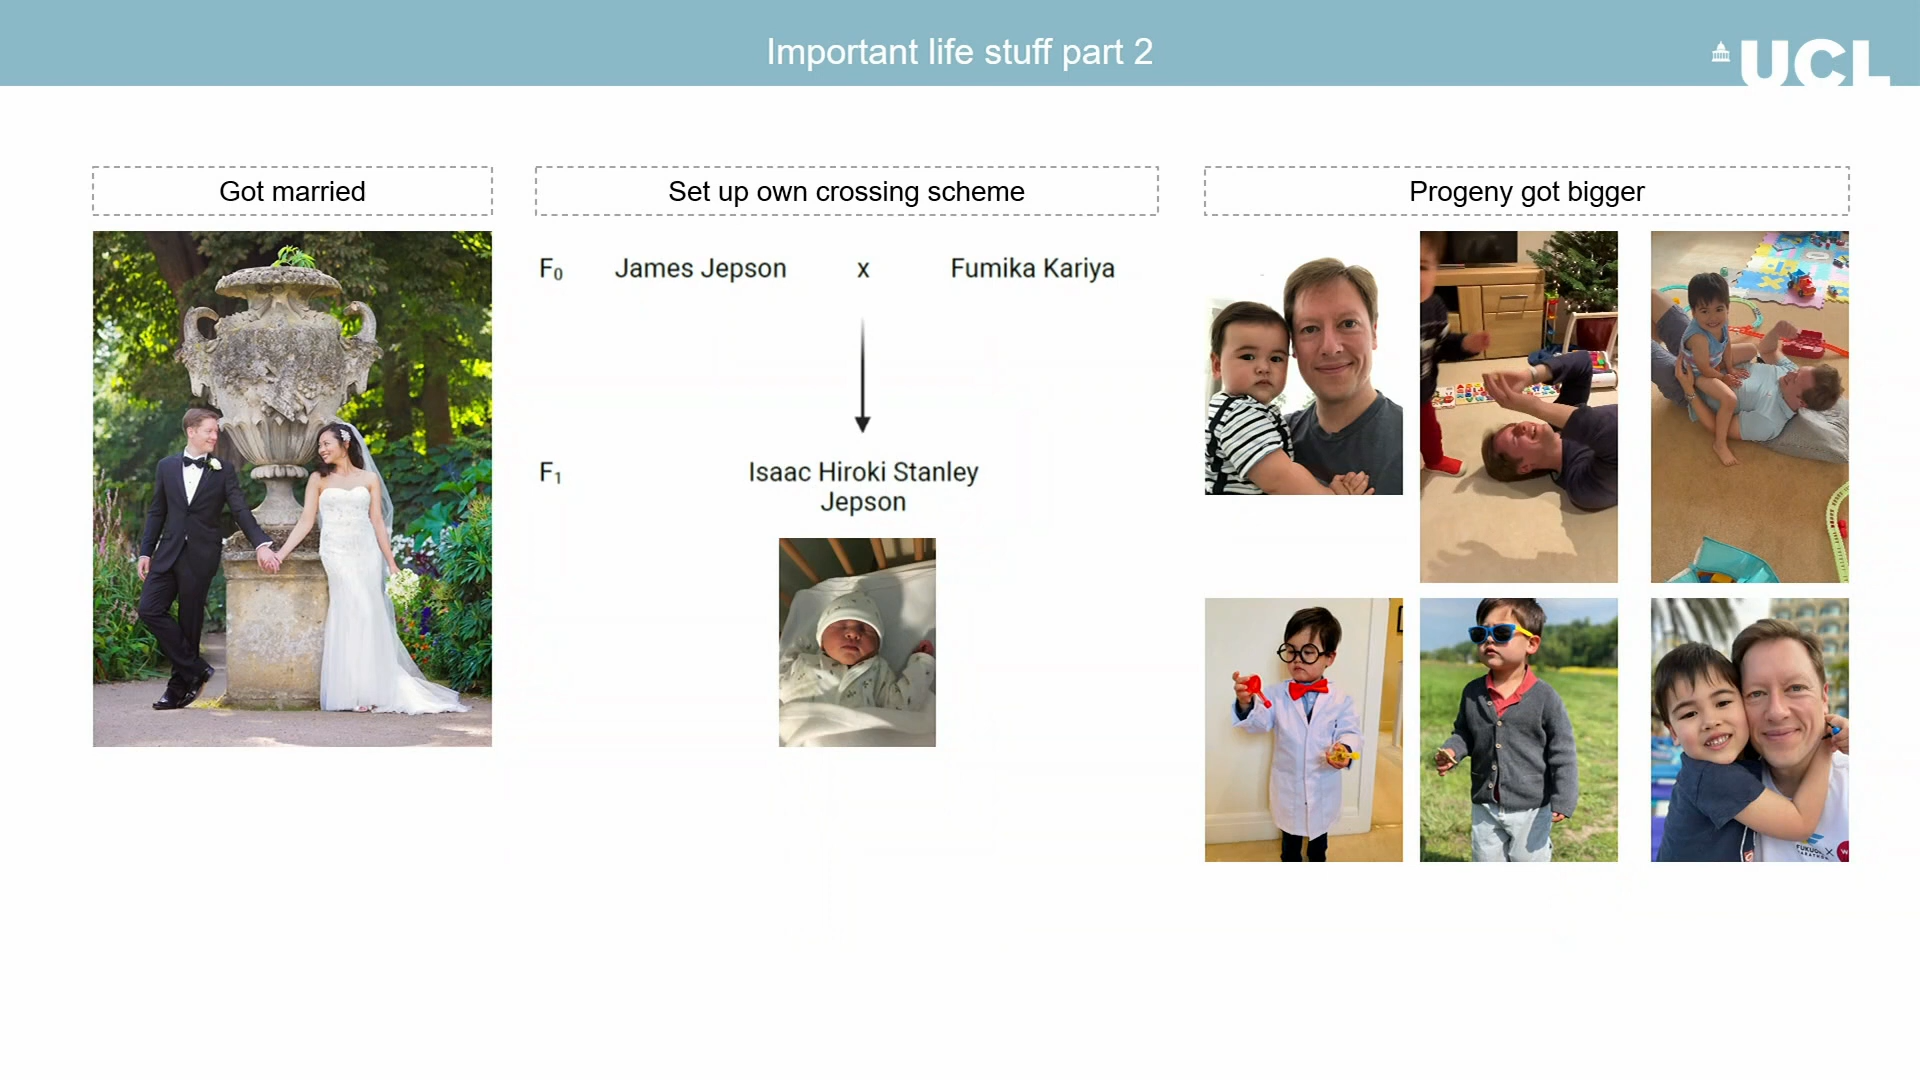 Important life stuff part 2
UCL
Got married
Set up own crossing scheme
Progeny got bigger
F₀ James Jepson x Fumika Kariya
F₁ Isaac Hiroki Stanley
Jepson